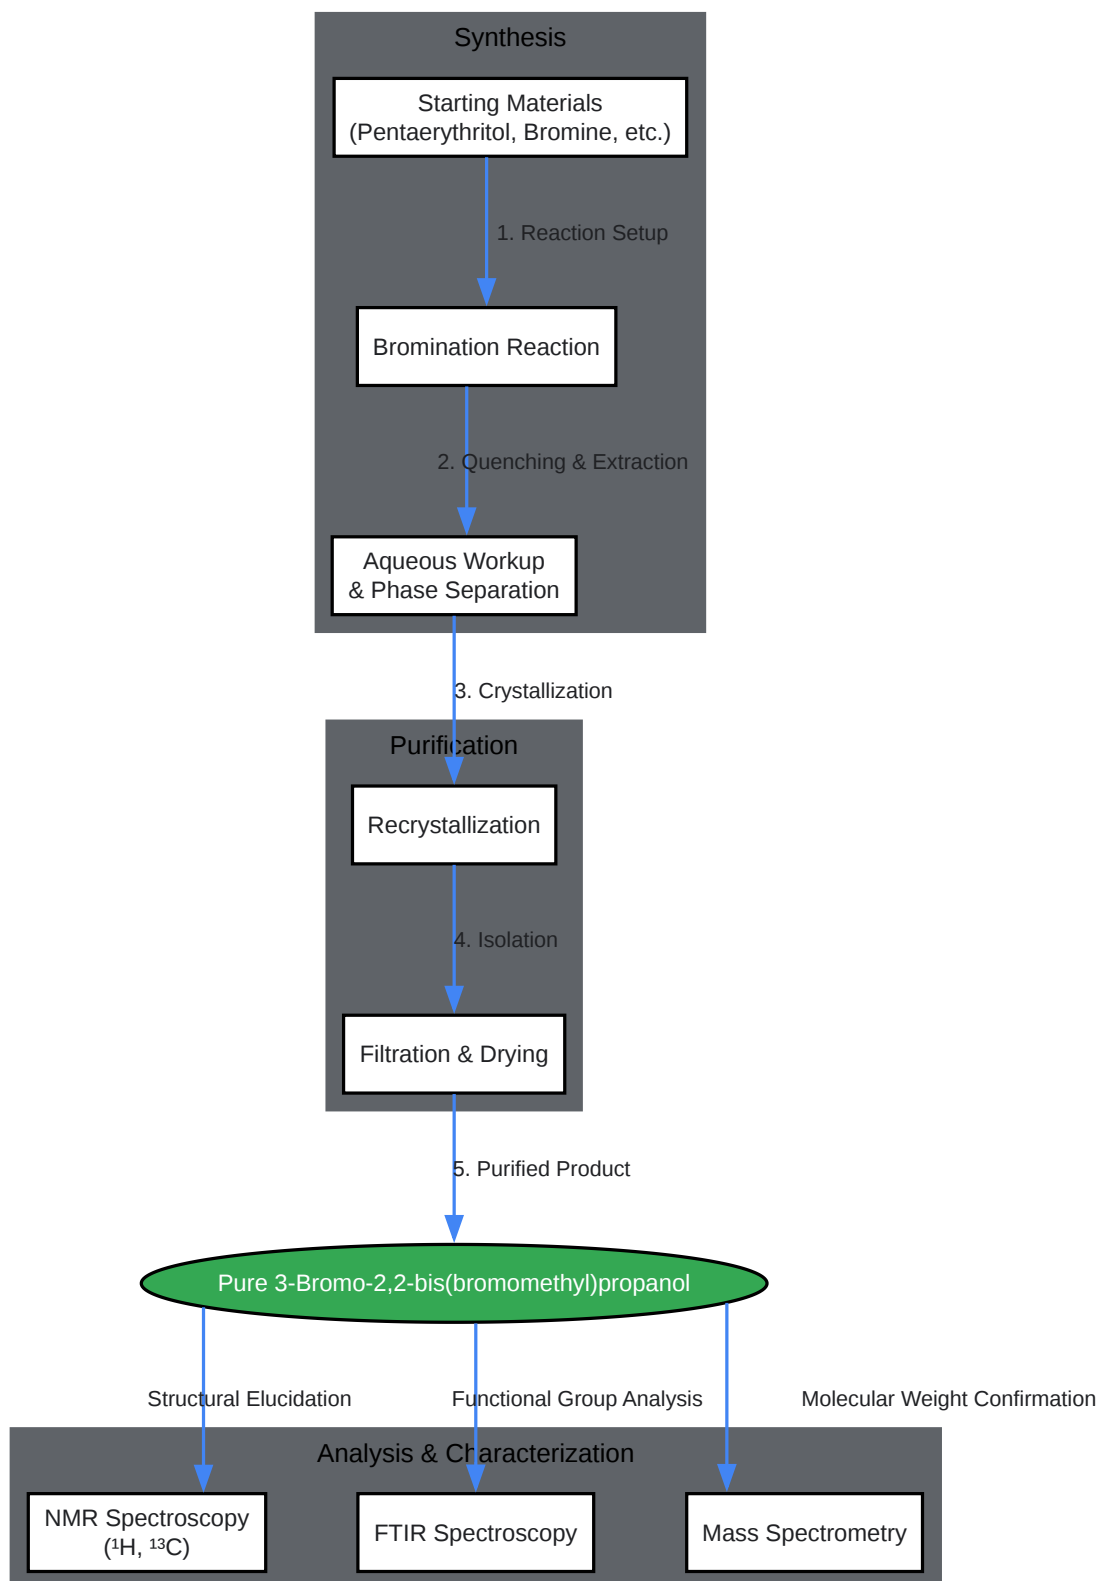 Synthesis
Starting Materials
(Pentaerythritol, Bromine, etc.)
1. Reaction Setup
Bromination Reaction
2. Quenching & Extraction
Aqueous Workup
& Phase Separation
3. Crystallization
Purification
Recrystallization
4. Isolation
Filtration & Drying
5. Purified Product
Pure 3-Bromo-2,2-bis(bromomethyl)propanol
Structural Elucidation
Functional Group Analysis
Molecular Weight Confirmation
Analysis & Characterization
NMR Spectroscopy
(¹H, ¹³C)
FTIR Spectroscopy
Mass Spectrometry